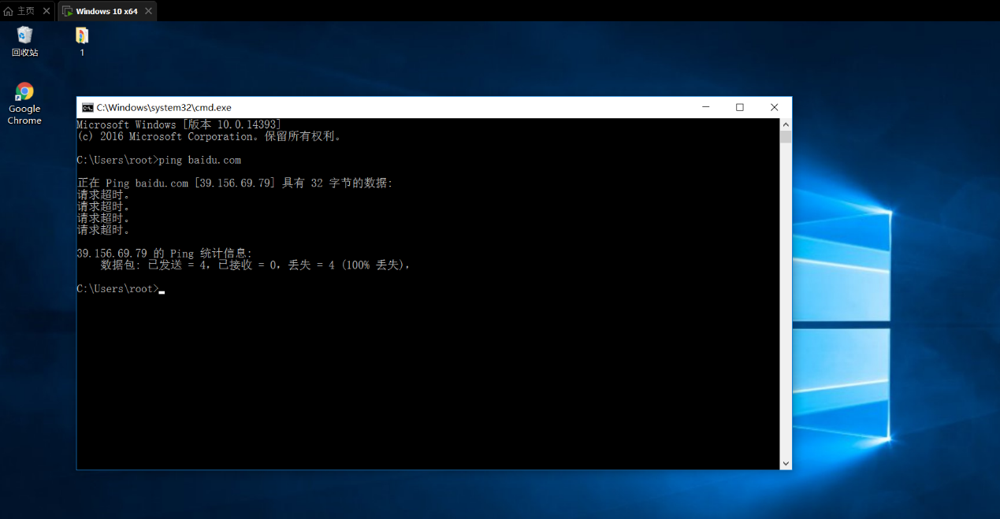 主页
Windows 10 x64
回收站
1
Google
Chrome
C:\Windows\system32\cmd.exe
Microsoft Windows [版本 10.0.14393]
(c) 2016 Microsoft Corporation。保留所有权利。
C:\Users\root>ping baidu.com
正在 Ping baidu.com [39.156.69.79] 具有 32 字节的数据:
请求超时。
请求超时。
请求超时。
请求超时。
39.156.69.79 的 Ping 统计信息:
数据包: 已发送 = 4，已接收 = 0，丢失 = 4 (100% 丢失)，
C:\Users\root>